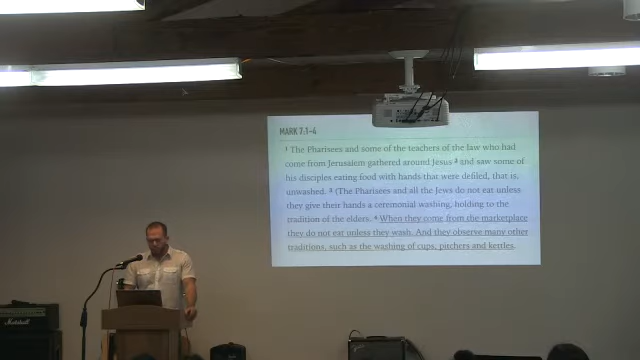 MARK 7.1-4
1 The Pharisees and some of the teachers of the law who had
come from Jerusalem gathered around Jesus 2 and saw some of
his disciples eating food with hands that were defiled, that is,
unwashed. 3 (The Pharisees and all the Jews do not eat unless
they give their hands a ceremonial washing, holding to the
tradition of the elders. 4 When they come from the marketplace
they do not eat unless they wash. And they observe many other
traditions, such as the washing of cups, pitchers and kettles.
Marshall